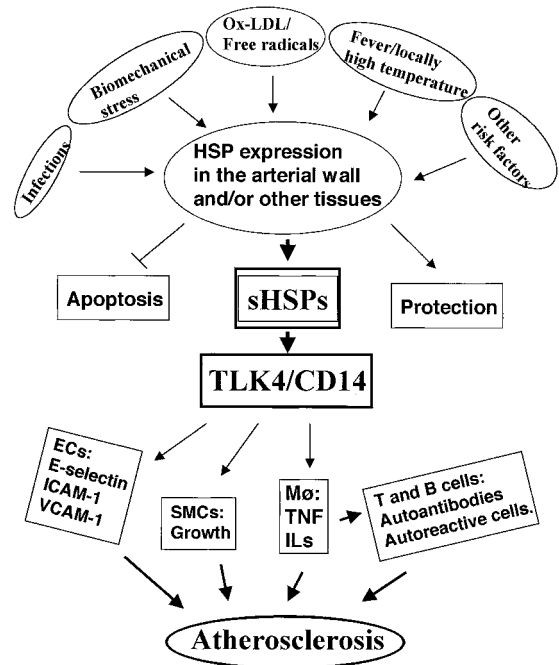 Ox-LDL/
Free radicals
Biomechanical
stress
Fever/locally
high temperature
Infections
Other
risk factors
HSP expression
in the arterial wall
and/or other tissues
Apoptosis
sHSPs
Protection
TLK4/CD14
ECs:
E-selectin
ICAM-1
VCAM-1
SMCs:
Growth
Mø:
TNF
ILs
T and B cells:
Autoantibodies
Autoreactive cells.
Atherosclerosis